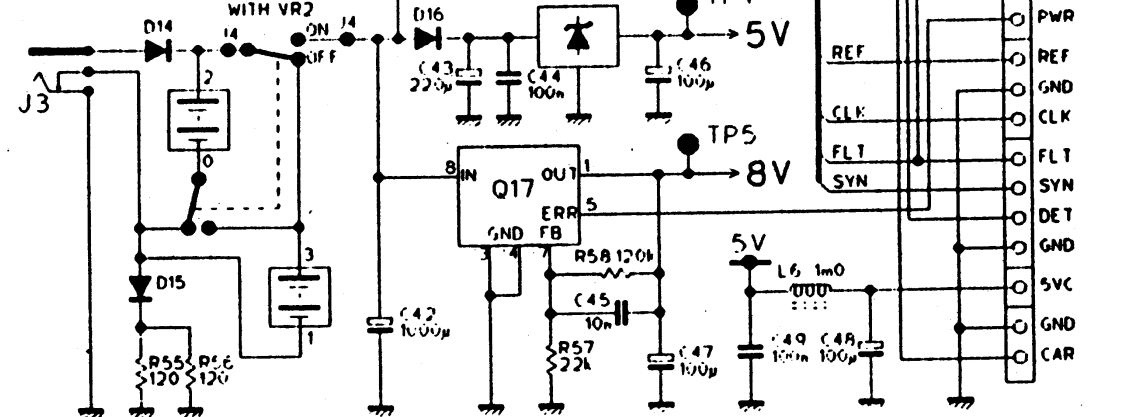 WITH VR2
D14
J4
ON
J4
OFF
D16
5V
PWR
REF
REF
C43
220µ
C44
100n
C46
100µ
GND
J3
2
0
CLK
CLK
TP5
FLT
FLT
8
IN
Q17
OUT
1
8V
SYN
SYN
ERR
5
DET
GND
FB
3
4
7
R58 120k
5V
GND
3
D15
L6 1m0
5VC
C45
10n
C42
1000µ
GND
1
R55
120
R56
120
R57
22k
C47
100µ
C49
100n
C48
100µ
CAR